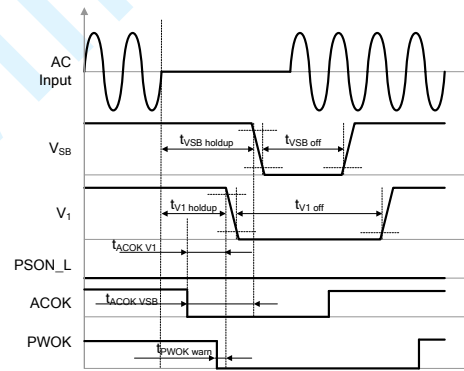 AC
Input
VSB
tVSB holdup
tVSB off
V1
tV1 holdup
tV1 off
tACOK V1
PSON_L
ACOK
tACOK VSB
PWOK
tPWOK warn